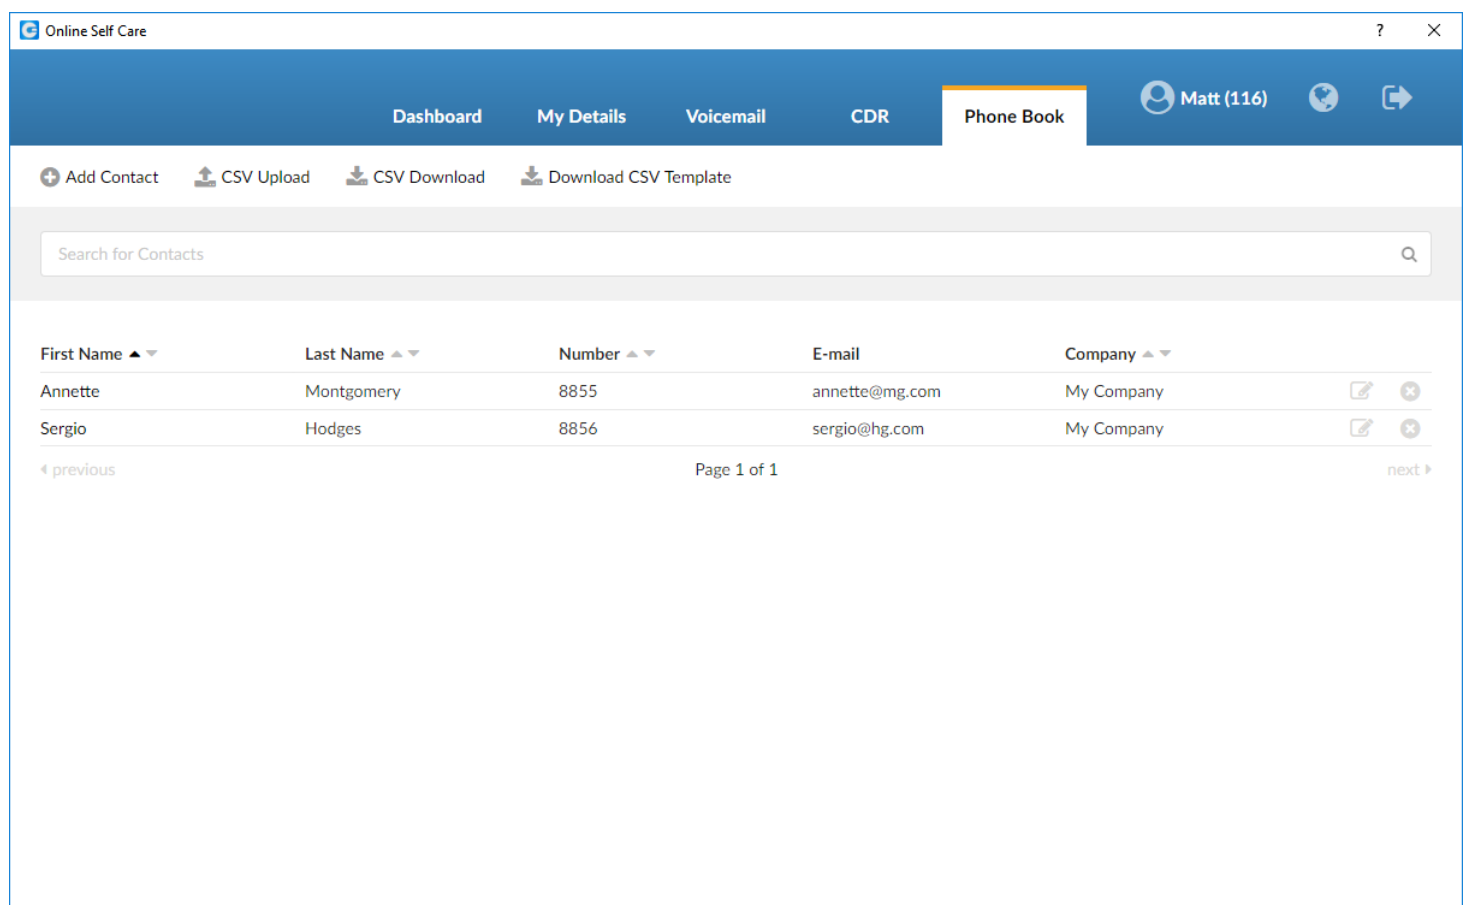 Online Self Care ?
Dashboard My Details Voicemail CDR Phone Book Matt (116)
Add Contact CSV Upload CSV Download Download CSV Template
Search for Contacts
First Name Last Name Number E-mail Company
Annette Montgomery 8855 annette@mg.com My Company
Sergio Hodges 8856 sergio@hg.com My Company
previous Page 1 of 1 next